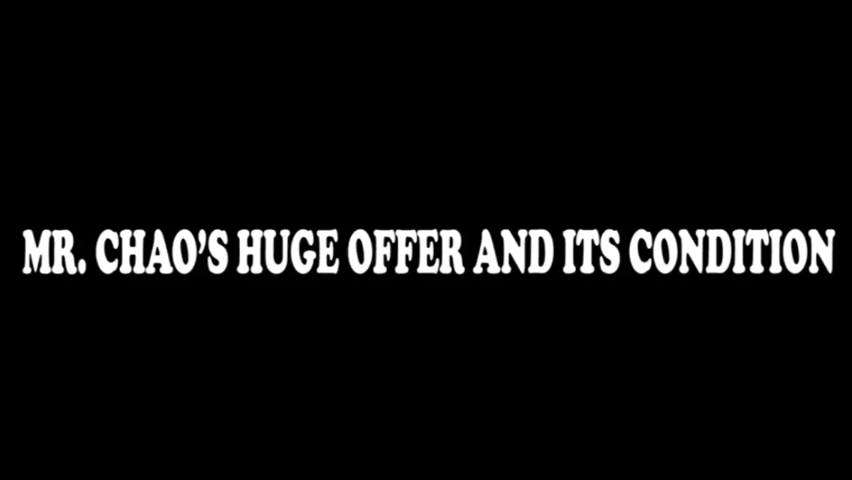 MR. CHAO’S HUGE OFFER AND ITS CONDITION